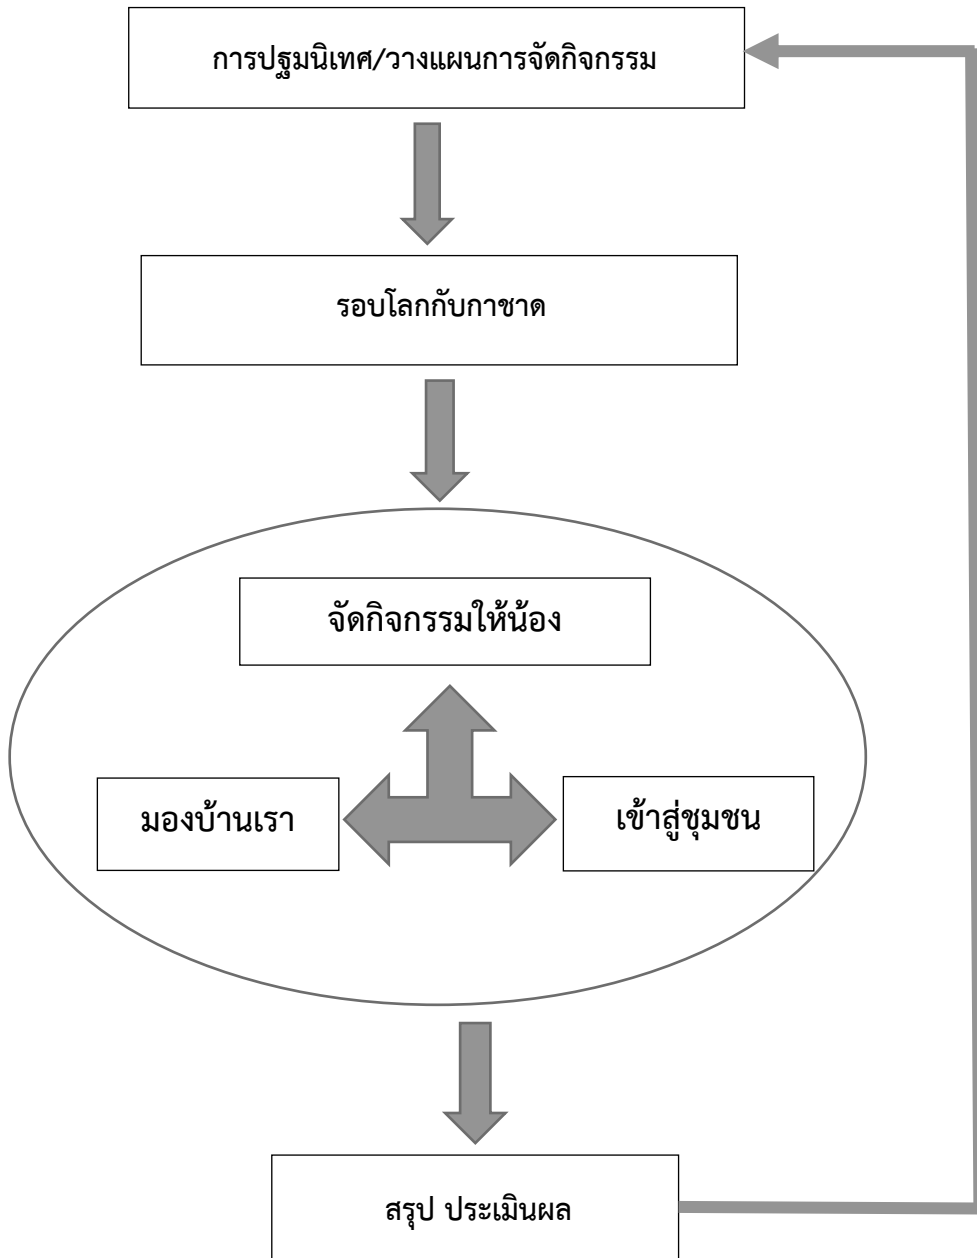 การปฐมนิเทศ/วางแผนการจัดกิจกรรม
รอบโลกกับกาชาด
จัดกิจกรรมให้น้อง
มองบ้านเรา
เข้าสู่ชุมชน
สรุป ประเมินผล